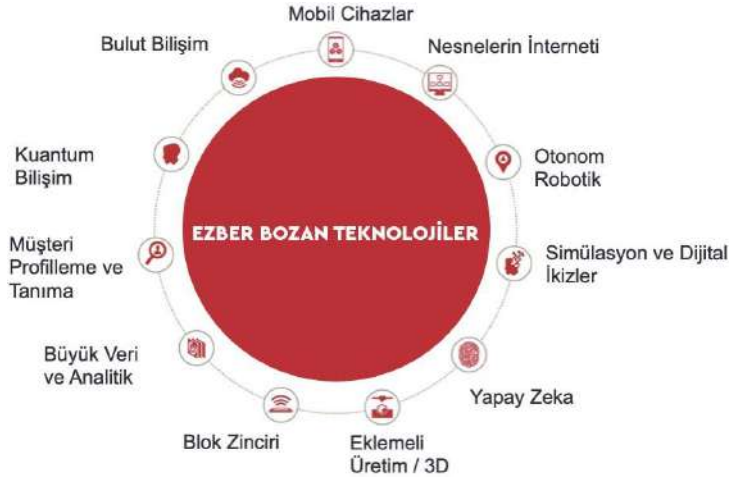 Mobil Cihazlar
Bulut Bilişim
Nesnelerin İnterneti
Kuantum
Bilişim
Otonom
Robotik
EZBER BOZAN TEKNOLOJİLER
Müşteri
Profilleme ve
Tanıma
Simülasyon ve Dijital
İkizler
Büyük Veri
ve Analitik
Yapay Zeka
Blok Zinciri
Eklemeli
Üretim / 3D